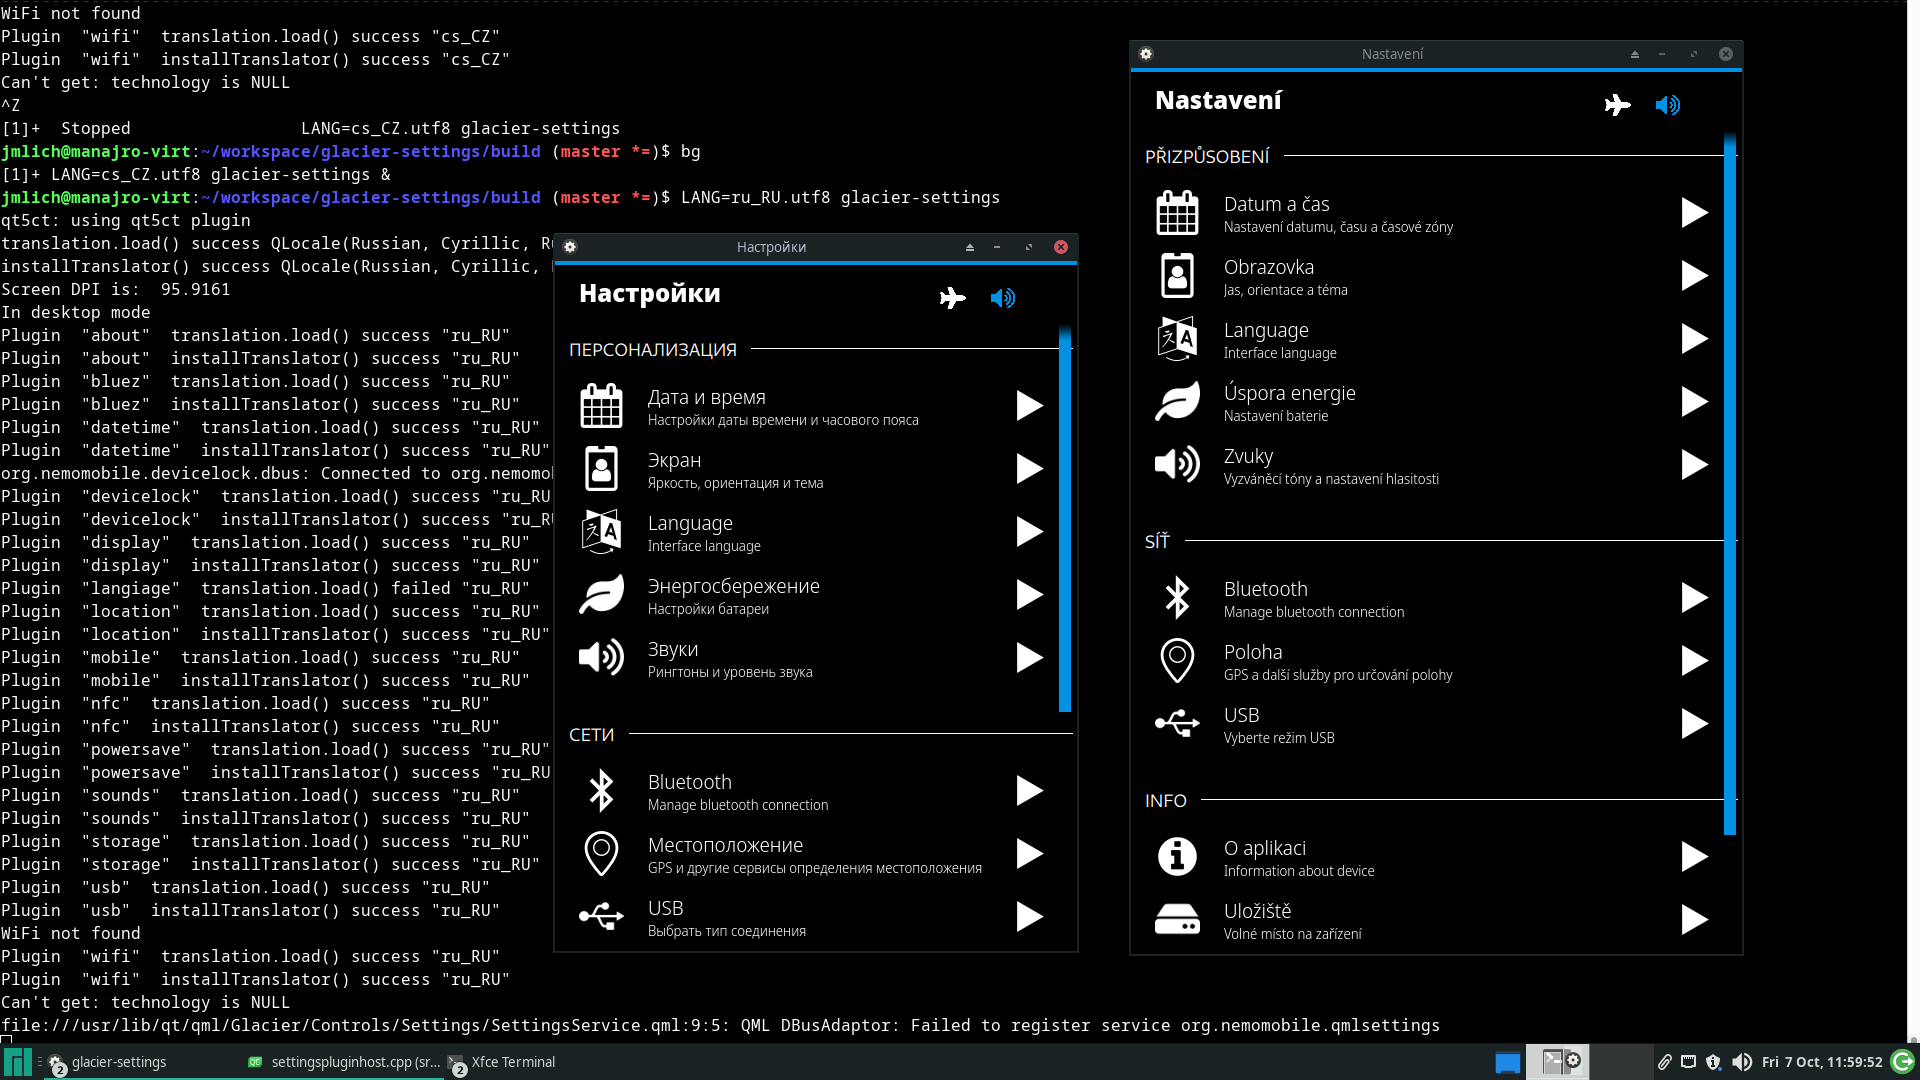 WiFi not found
Plugin  "wifi"  translation.load() success "cs_CZ"
Plugin  "wifi"  installTranslator() success "cs_CZ"
Can't get: technology is NULL
^Z
[1]+  Stopped                 LANG=cs_CZ.utf8 glacier-settings
jmlich@manajro-virt:~/workspace/glacier-settings/build (master *=)$ bg
[1]+ LANG=cs_CZ.utf8 glacier-settings &
jmlich@manajro-virt:~/workspace/glacier-settings/build (master *=)$ LANG=ru_RU.utf8 glacier-settings
qt5ct: using qt5ct plugin
translation.load() success QLocale(Russian, Cyrillic, Ru
installTranslator() success QLocale(Russian, Cyrillic,
Screen DPI is:  95.9161
In desktop mode
Plugin  "about"  translation.load() success "ru_RU"
Plugin  "about"  installTranslator() success "ru_RU"
Plugin  "bluez"  translation.load() success "ru_RU"
Plugin  "bluez"  installTranslator() success "ru_RU"
Plugin  "datetime"  translation.load() success "ru_RU"
Plugin  "datetime"  installTranslator() success "ru_RU"
org.nemomobile.devicelock.dbus: Connected to org.nemomob
Plugin  "devicelock"  translation.load() success "ru_RU
Plugin  "devicelock"  installTranslator() success "ru_RU
Plugin  "display"  translation.load() success "ru_RU"
Plugin  "display"  installTranslator() success "ru_RU"
Plugin  "langiage"  translation.load() failed "ru_RU"
Plugin  "location"  translation.load() success "ru_RU"
Plugin  "location"  installTranslator() success "ru_RU"
Plugin  "mobile"  translation.load() success "ru_RU"
Plugin  "mobile"  installTranslator() success "ru_RU"
Plugin  "nfc"  translation.load() success "ru_RU"
Plugin  "nfc"  installTranslator() success "ru_RU"
Plugin  "powersave"  translation.load() success "ru_RU"
Plugin  "powersave"  installTranslator() success "ru_RU
Plugin  "sounds"  translation.load() success "ru_RU"
Plugin  "sounds"  installTranslator() success "ru_RU"
Plugin  "storage"  translation.load() success "ru_RU"
Plugin  "storage"  installTranslator() success "ru_RU"
Plugin  "usb"  translation.load() success "ru_RU"
Plugin  "usb"  installTranslator() success "ru_RU"
WiFi not found
Plugin  "wifi"  translation.load() success "ru_RU"
Plugin  "wifi"  installTranslator() success "ru_RU"
Can't get: technology is NULL
file:///usr/lib/qt/qml/Glacier/Controls/Settings/SettingsService.qml:9:5: QML DBusAdaptor: Failed to register service org.nemomobile.qmlsettings
Настройки
Настройки
ПЕРСОНАЛИЗАЦИЯ
Дата и время
Настройки даты времени и часового пояса
Экран
Яркость, ориентация и тема
Language
Interface language
Энергосбережение
Настройки батареи
Звуки
Рингтоны и уровень звука
СЕТИ
Bluetooth
Manage bluetooth connection
Местоположение
GPS и другие сервисы определения местоположения
USB
Выбрать тип соединения
Nastavení
Nastavení
PŘIZPŮSOBENÍ
Datum a čas
Nastavení datumu, času a časové zóny
Obrazovka
Jas, orientace a téma
Language
Interface language
Úspora energie
Nastavení baterie
Zvuky
Vyzváněcí tóny a nastavení hlasitosti
SÍŤ
Bluetooth
Manage bluetooth connection
Poloha
GPS a další služby pro určování polohy
USB
Vyberte režim USB
INFO
O aplikaci
Information about device
Uložiště
Volné místo na zařízení
2 glacier-settings
settingspluginhost.cpp (sr...
2 Xfce Terminal
Fri 7 Oct, 11:59:52